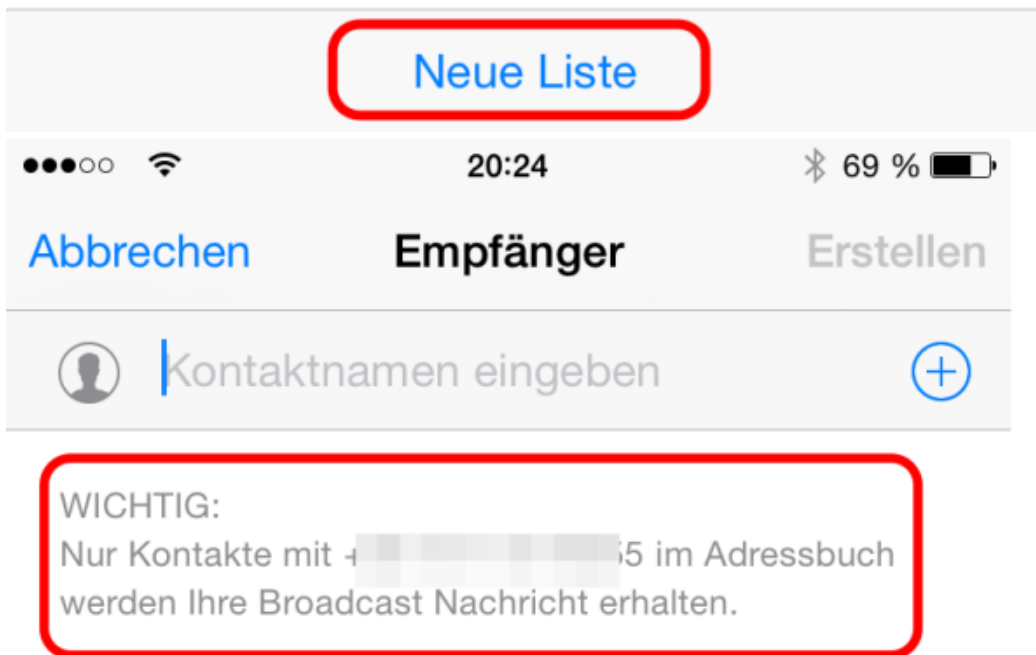 Neue Liste
20:24 69 %
Abbrechen Empfänger Erstellen
Kontaktnamen eingeben
WICHTIG:
Nur Kontakte mit + 55 im Adressbuch
werden Ihre Broadcast Nachricht erhalten.